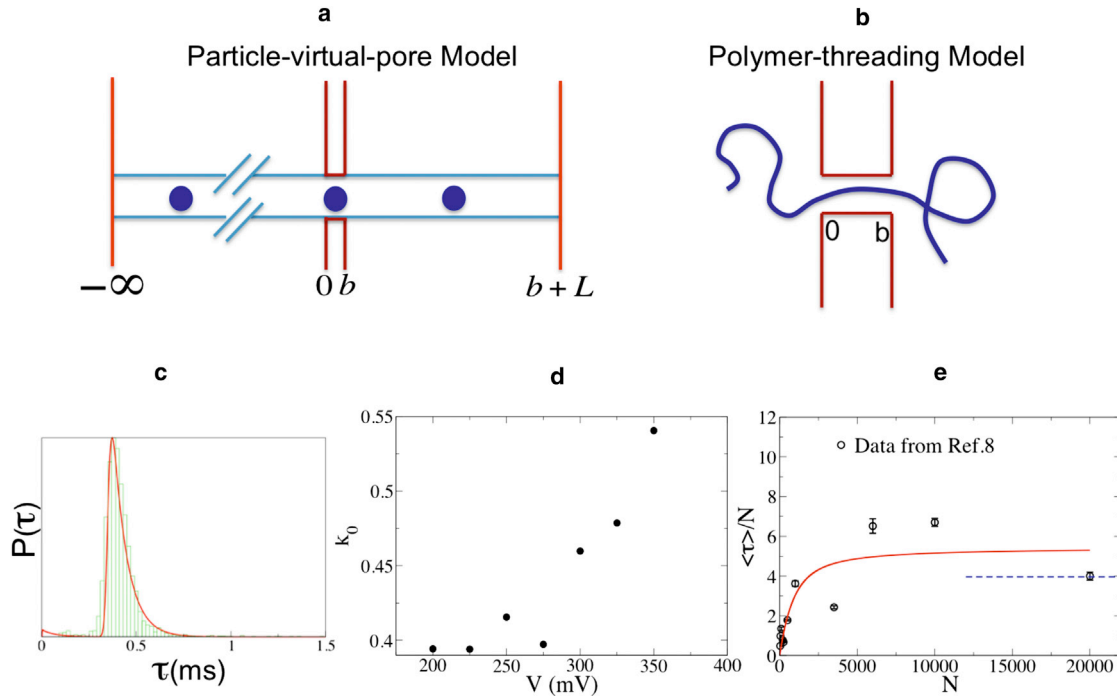 a
Particle-virtual-pore Model
−∞
0 b
b + L
b
Polymer-threading Model
0
b
c
P(τ)
0
0.5
1
1.5
τ(ms)
d
k₀
0.55
0.5
0.45
0.4
200
250
300
350
400
V (mV)
e
<τ>/N
12
10
8
6
4
2
0
Data from Ref.8
0
5000
10000
15000
20000
N